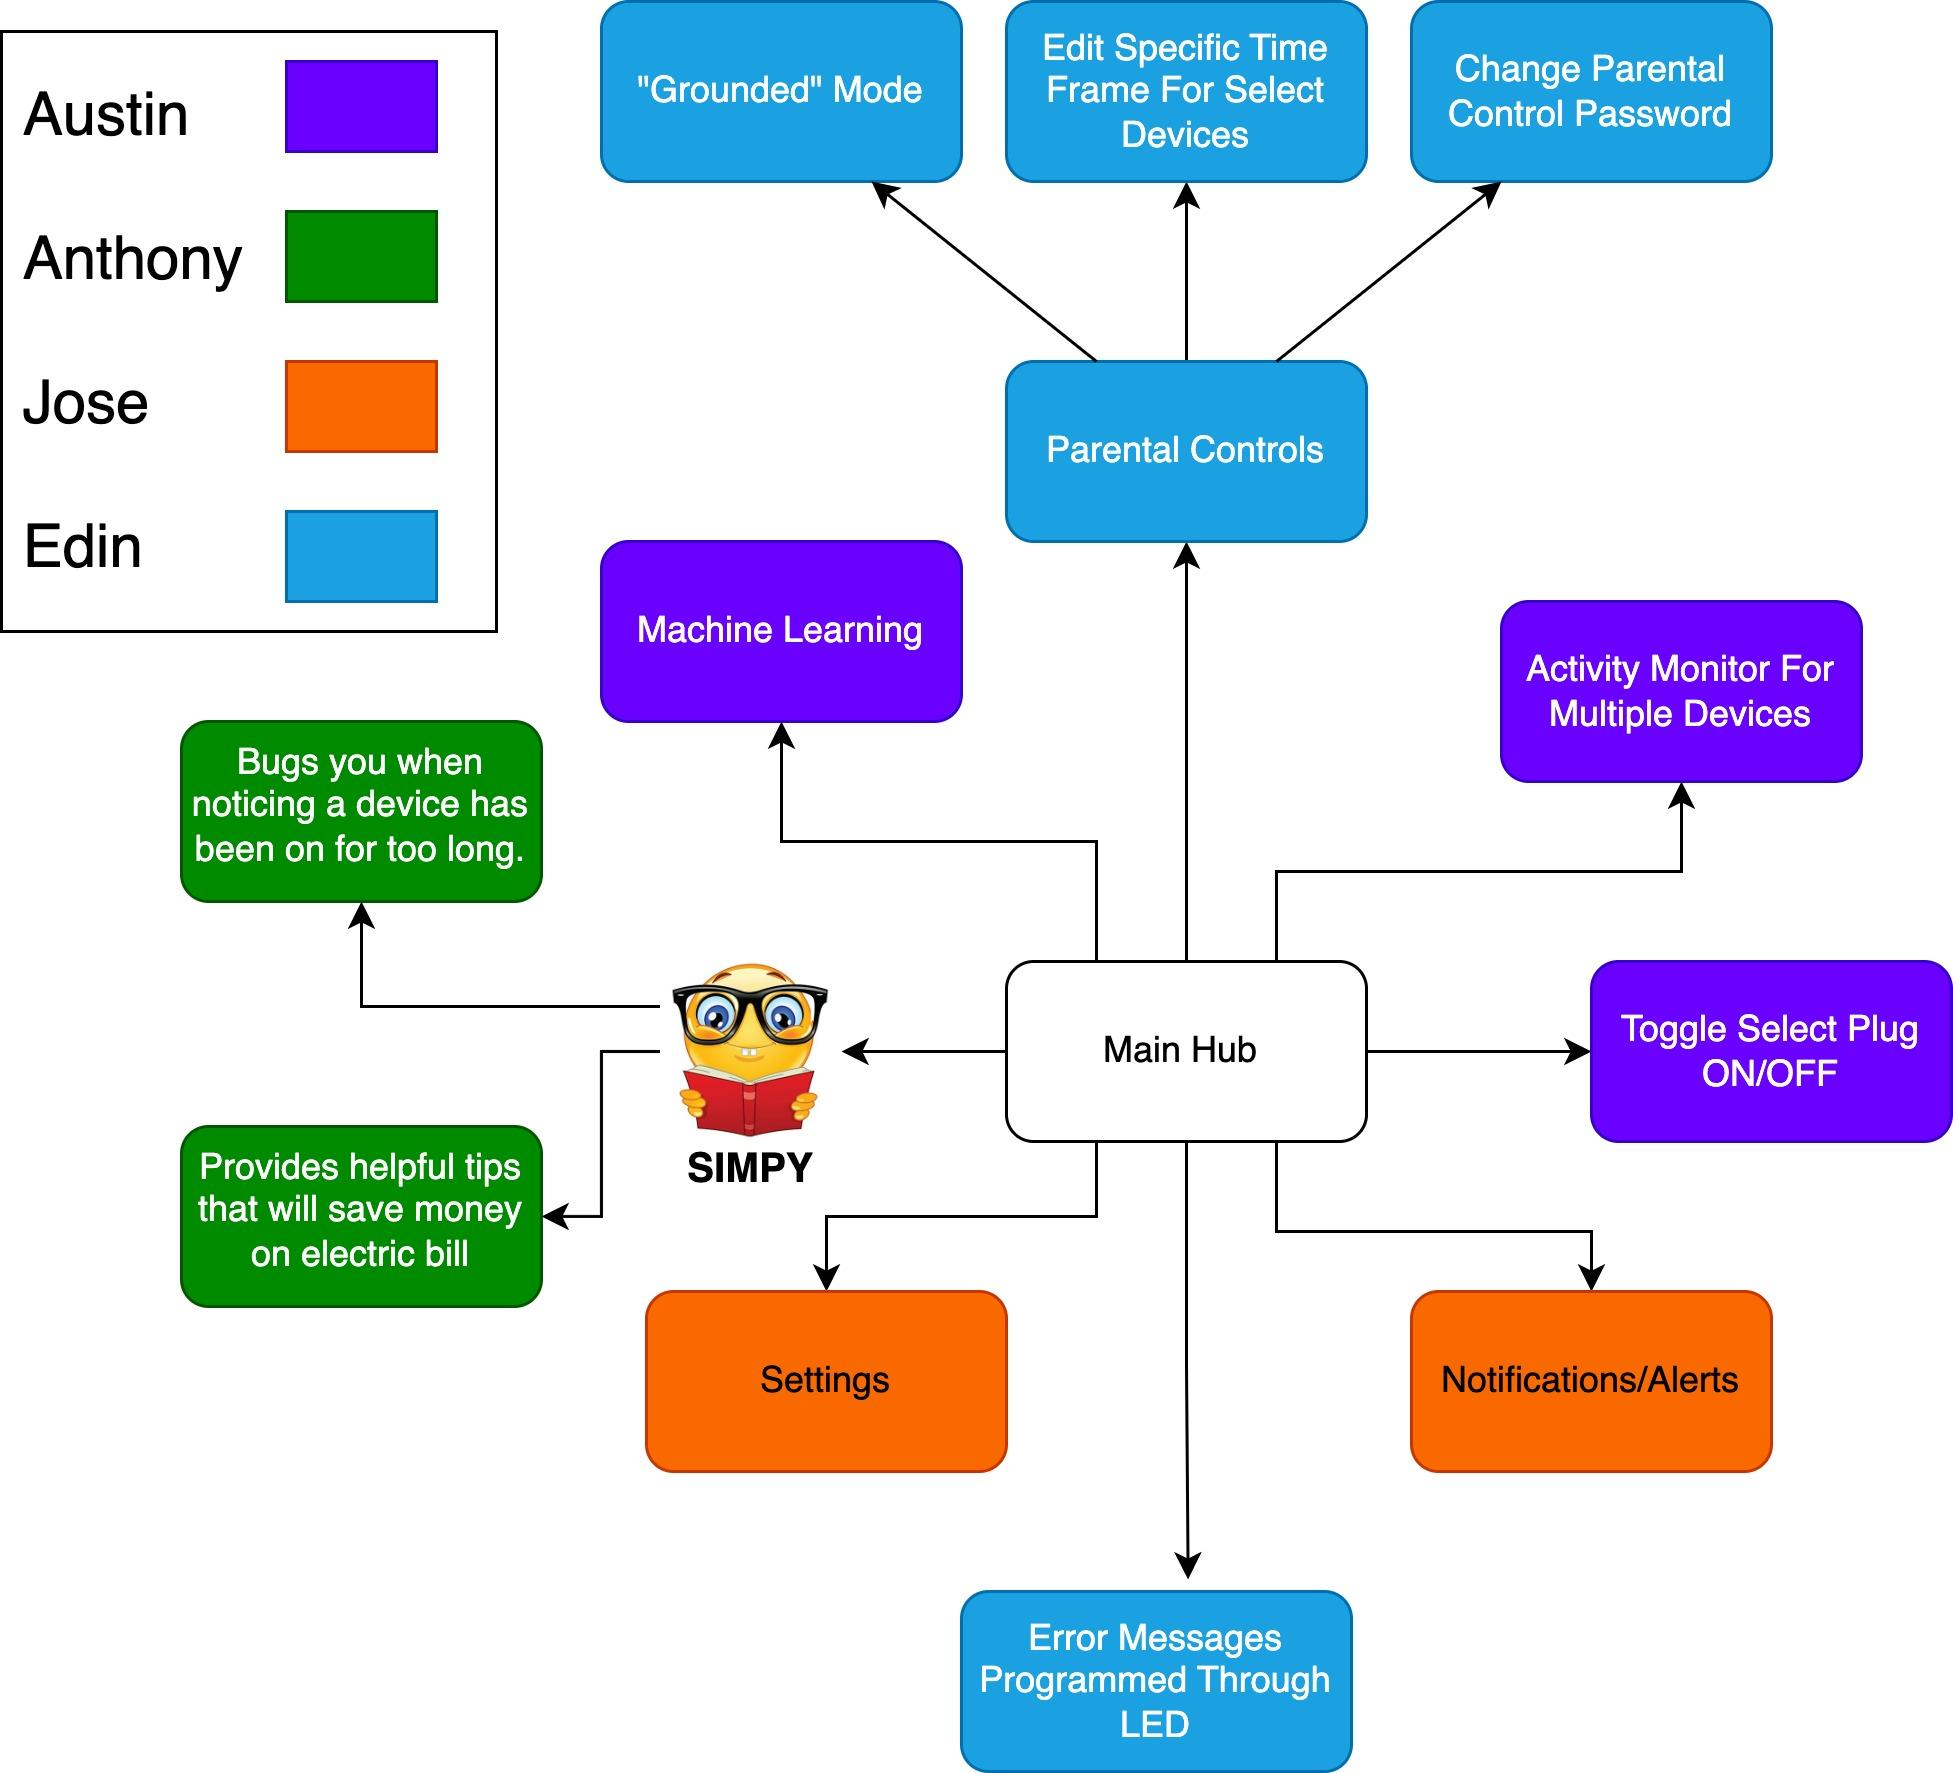 Austin
Anthony
Jose
Edin
"Grounded" Mode
Edit Specific Time
Frame For Select
Devices
Change Parental
Control Password
Parental Controls
Machine Learning
Activity Monitor For
Multiple Devices
Bugs you when
noticing a device has
been on for too long.
Main Hub
Toggle Select Plug
ON/OFF
SIMPY
Provides helpful tips
that will save money
on electric bill
Settings
Notifications/Alerts
Error Messages
Programmed Through
LED